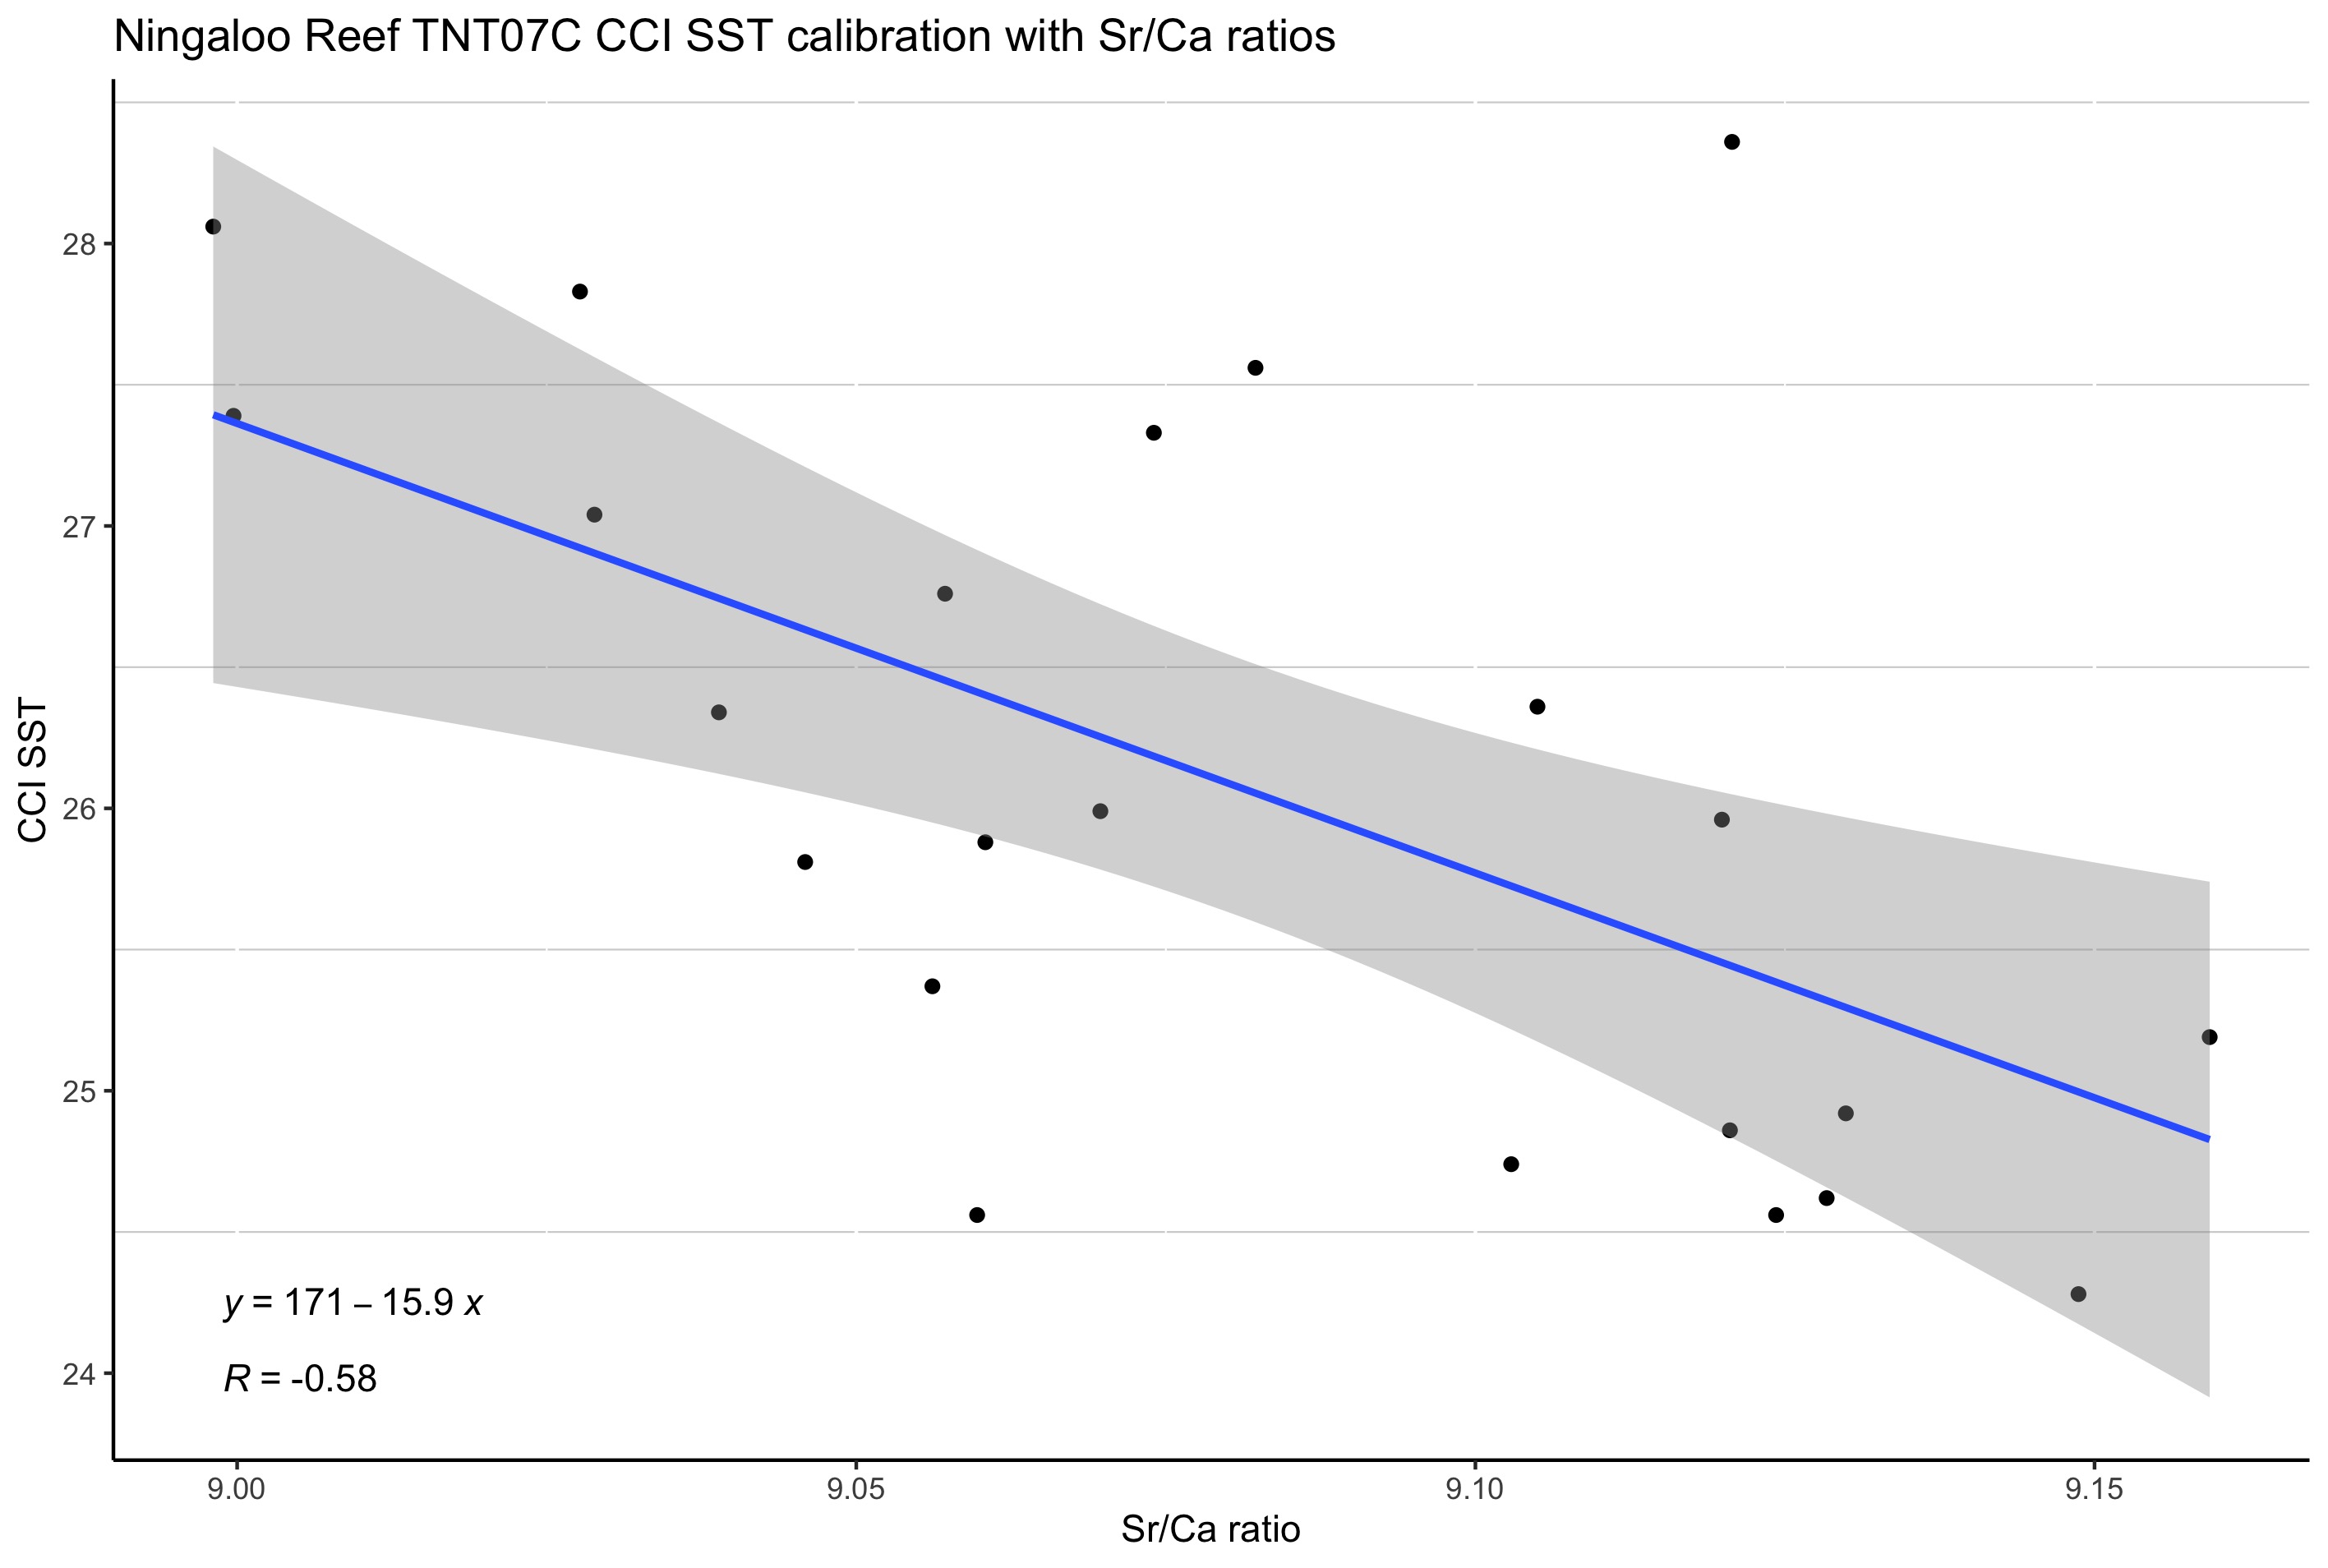 Ningaloo Reef TNT07C CCI SST calibration with Sr/Ca ratios
CCI SST
28
27
26
25
24
y = 171 – 15.9 x
R = -0.58
9.00 9.05 9.10 9.15
Sr/Ca ratio